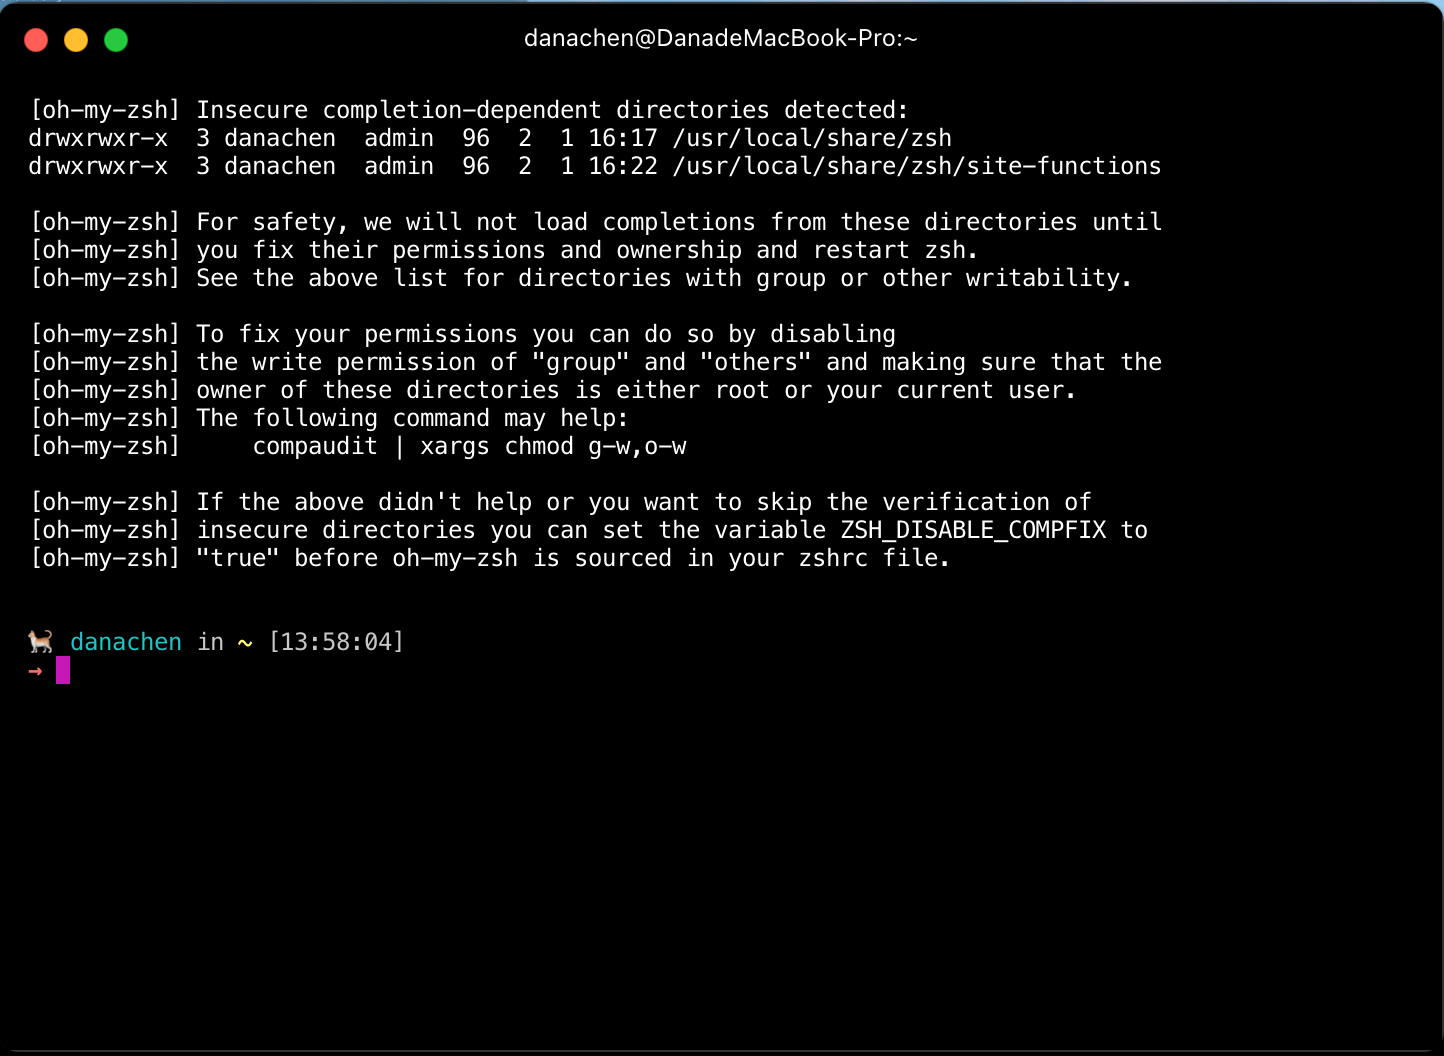 danachen@DanadeMacBook-Pro:~
[oh-my-zsh] Insecure completion-dependent directories detected:
drwxrwxr-x  3 danachen  admin  96  2  1 16:17 /usr/local/share/zsh
drwxrwxr-x  3 danachen  admin  96  2  1 16:22 /usr/local/share/zsh/site-functions
[oh-my-zsh] For safety, we will not load completions from these directories until
[oh-my-zsh] you fix their permissions and ownership and restart zsh.
[oh-my-zsh] See the above list for directories with group or other writability.
[oh-my-zsh] To fix your permissions you can do so by disabling
[oh-my-zsh] the write permission of "group" and "others" and making sure that the
[oh-my-zsh] owner of these directories is either root or your current user.
[oh-my-zsh] The following command may help:
[oh-my-zsh]     compaudit | xargs chmod g-w,o-w
[oh-my-zsh] If the above didn't help or you want to skip the verification of
[oh-my-zsh] insecure directories you can set the variable ZSH_DISABLE_COMPFIX to
[oh-my-zsh] "true" before oh-my-zsh is sourced in your zshrc file.
🐈 danachen in ~ [13:58:04]
→